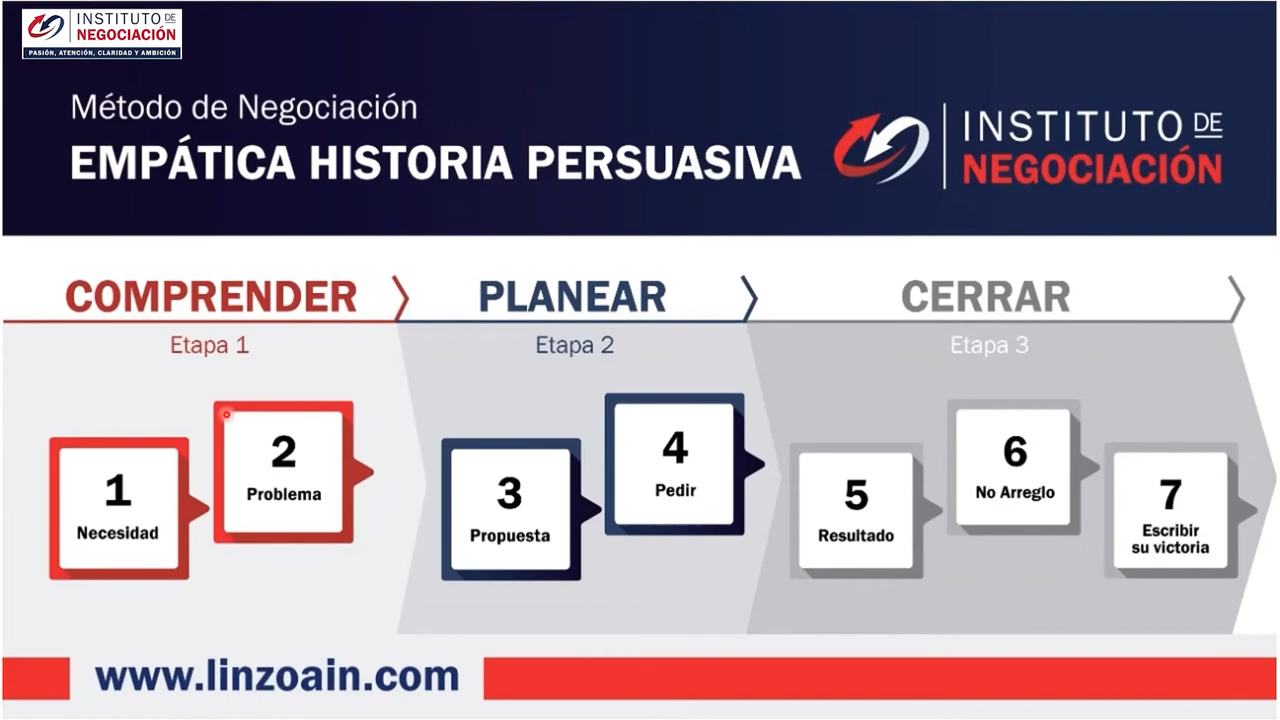 INSTITUTO DE
NEGOCIACIÓN
PASIÓN, ATENCIÓN, CLARIDAD Y AMBICIÓN
Método de Negociación
EMPÁTICA HISTORIA PERSUASIVA
INSTITUTO DE
NEGOCIACIÓN
COMPRENDER
PLANEAR
CERRAR
Etapa 1
Etapa 2
Etapa 3
1
Necesidad
2
Problema
3
Propuesta
4
Pedir
5
Resultado
6
No Arreglo
7
Escribir
su victoria
www.linzoain.com